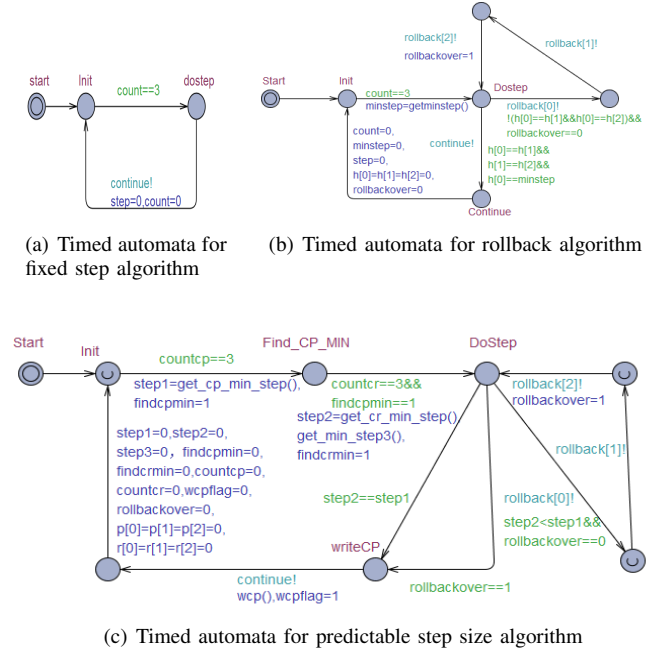 start
Init
dostep
count==3
continue!
step=0,count=0
(a) Timed automata for
fixed step algorithm
rollback[2]!
rollbackover=1
rollback[1]!
Start
Init
count==3
minstep=getminstep()
Dostep
rollback[0]!
!(h[0]==h[1]&&h[0]==h[2])&&
rollbackover==0
count=0,
minstep=0,
step=0,
h[0]=h[1]=h[2]=0,
rollbackover=0
continue!
h[0]==h[1]&&
h[1]==h[2]&&
h[0]==minstep
Continue
(b) Timed automata for rollback algorithm
Start
Init
countcp==3
step1=get_cp_min_step(),
findcpmin=1
Find_CP_MIN
countcr==3&&
findcpmin==1
step2=get_cr_min_step(),
get_min_step3(),
findcrmin=1
DoStep
rollback[2]!
rollbackover=1
rollback[1]!
step1=0,step2=0,
step3=0, findcpmin=0,
findcrmin=0,countcp=0,
countcr=0,wcpflag=0,
rollbackover=0,
p[0]=p[1]=p[2]=0,
r[0]=r[1]=r[2]=0
step2==step1
rollback[0]!
step2<step1&&
rollbackover==0
writeCP
continue!
wcp(),wcpflag=1
rollbackover==1
(c) Timed automata for predictable step size algorithm